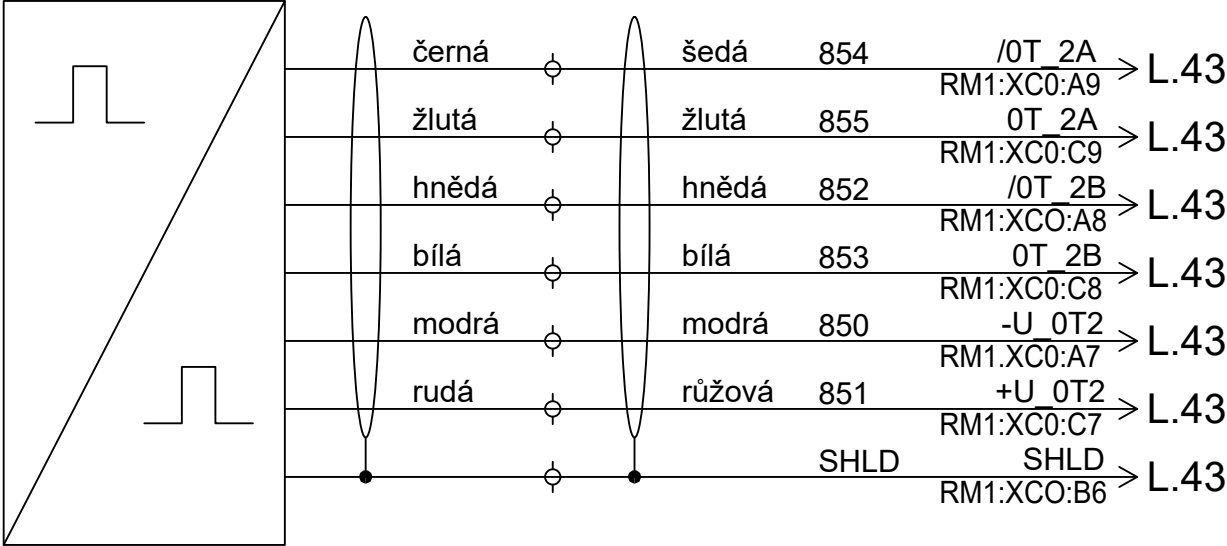 černá šedá 854 /0T_2A L.43
RM1:XC0:A9
žlutá žlutá 855 0T_2A L.43
RM1:XC0:C9
hnědá hnědá 852 /0T_2B L.43
RM1:XCO:A8
bílá bílá 853 0T_2B L.43
RM1:XC0:C8
modrá modrá 850 -U_0T2 L.43
RM1.XC0:A7
rudá růžová 851 +U_0T2 L.43
RM1:XC0:C7
SHLD SHLD L.43
RM1:XCO:B6